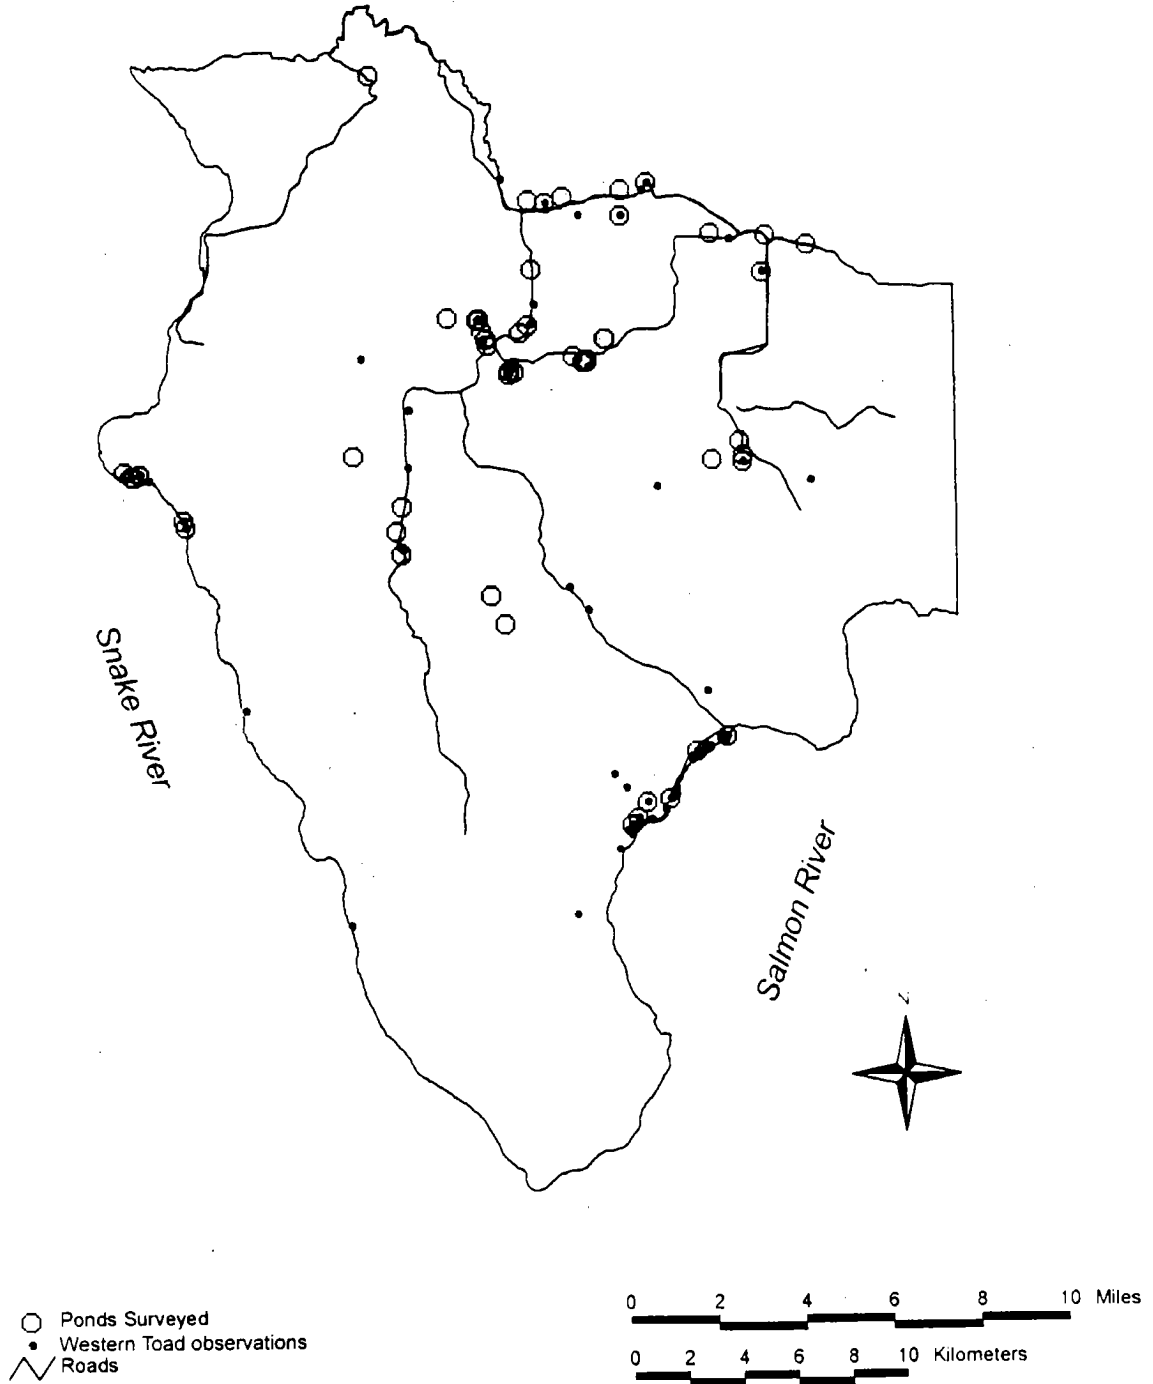 Snake River
Salmon River
N
Ponds Surveyed
Western Toad observations
Roads
0 2 4 6 8 10 Miles
0 2 4 6 8 10 Kilometers